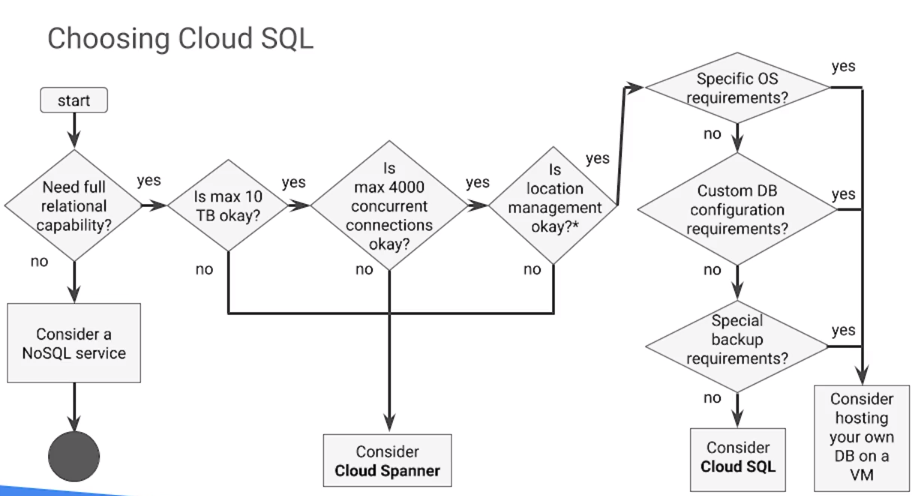 Choosing Cloud SQL
start
Need full
relational
capability?
yes
no
Consider a
NoSQL service
Is max 10
TB okay?
yes
no
Is
max 4000
concurrent
connections
okay?
yes
no
Is
location
management
okay?*
yes
no
Consider
Cloud Spanner
Specific OS
requirements?
yes
no
Custom DB
configuration
requirements?
yes
no
Special
backup
requirements?
yes
no
Consider
Cloud SQL
Consider
hosting
your own
DB on a
VM